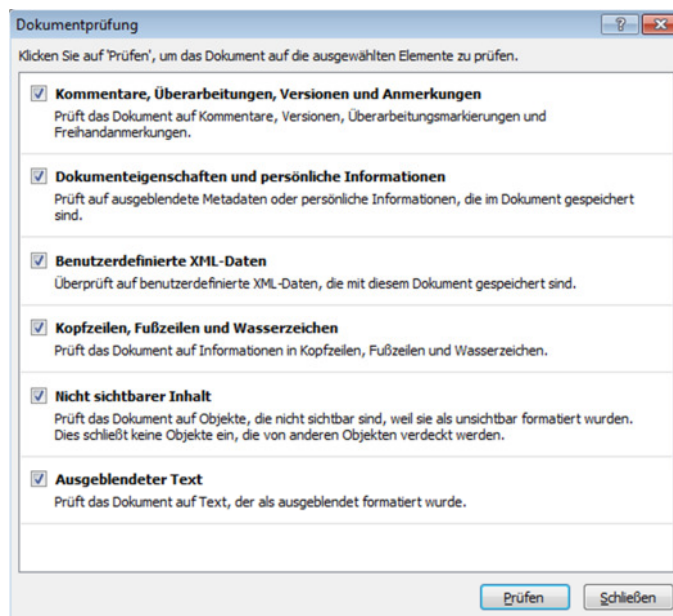 Dokumentprüfung
Klicken Sie auf 'Prüfen', um das Dokument auf die ausgewählten Elemente zu prüfen.
Kommentare, Überarbeitungen, Versionen und Anmerkungen
Prüft das Dokument auf Kommentare, Versionen, Überarbeitungsmarkierungen und
Freihandanmerkungen.
Dokumenteigenschaften und persönliche Informationen
Prüft auf ausgeblendete Metadaten oder persönliche Informationen, die im Dokument gespeichert
sind.
Benutzerdefinierte XML-Daten
Überprüft auf benutzerdefinierte XML-Daten, die mit diesem Dokument gespeichert sind.
Kopfzeilen, Fußzeilen und Wasserzeichen
Prüft das Dokument auf Informationen in Kopfzeilen, Fußzeilen und Wasserzeichen.
Nicht sichtbarer Inhalt
Prüft das Dokument auf Objekte, die nicht sichtbar sind, weil sie als unsichtbar formatiert wurden.
Dies schließt keine Objekte ein, die von anderen Objekten verdeckt werden.
Ausgeblendeter Text
Prüft das Dokument auf Text, der als ausgeblendet formatiert wurde.
Prüfen Schließen